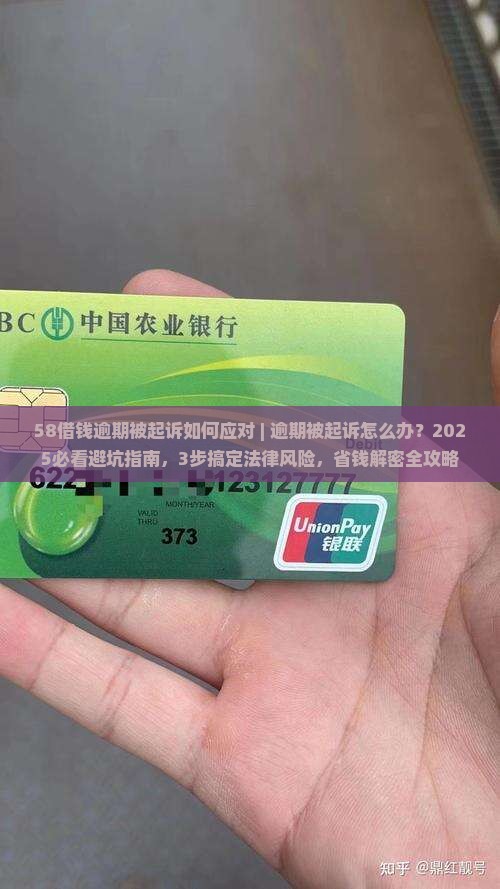 BC 中国农业银行
Debit
58借钱逾期被起诉如何应对 | 逾期被起诉怎么办？202
5必看避坑指南，3步搞定法律风险，省钱解密全攻略
622 123127777
MONTH/YEAR
VALID
THRU
373
UnionPay
银联
知乎 @鼎红靓号